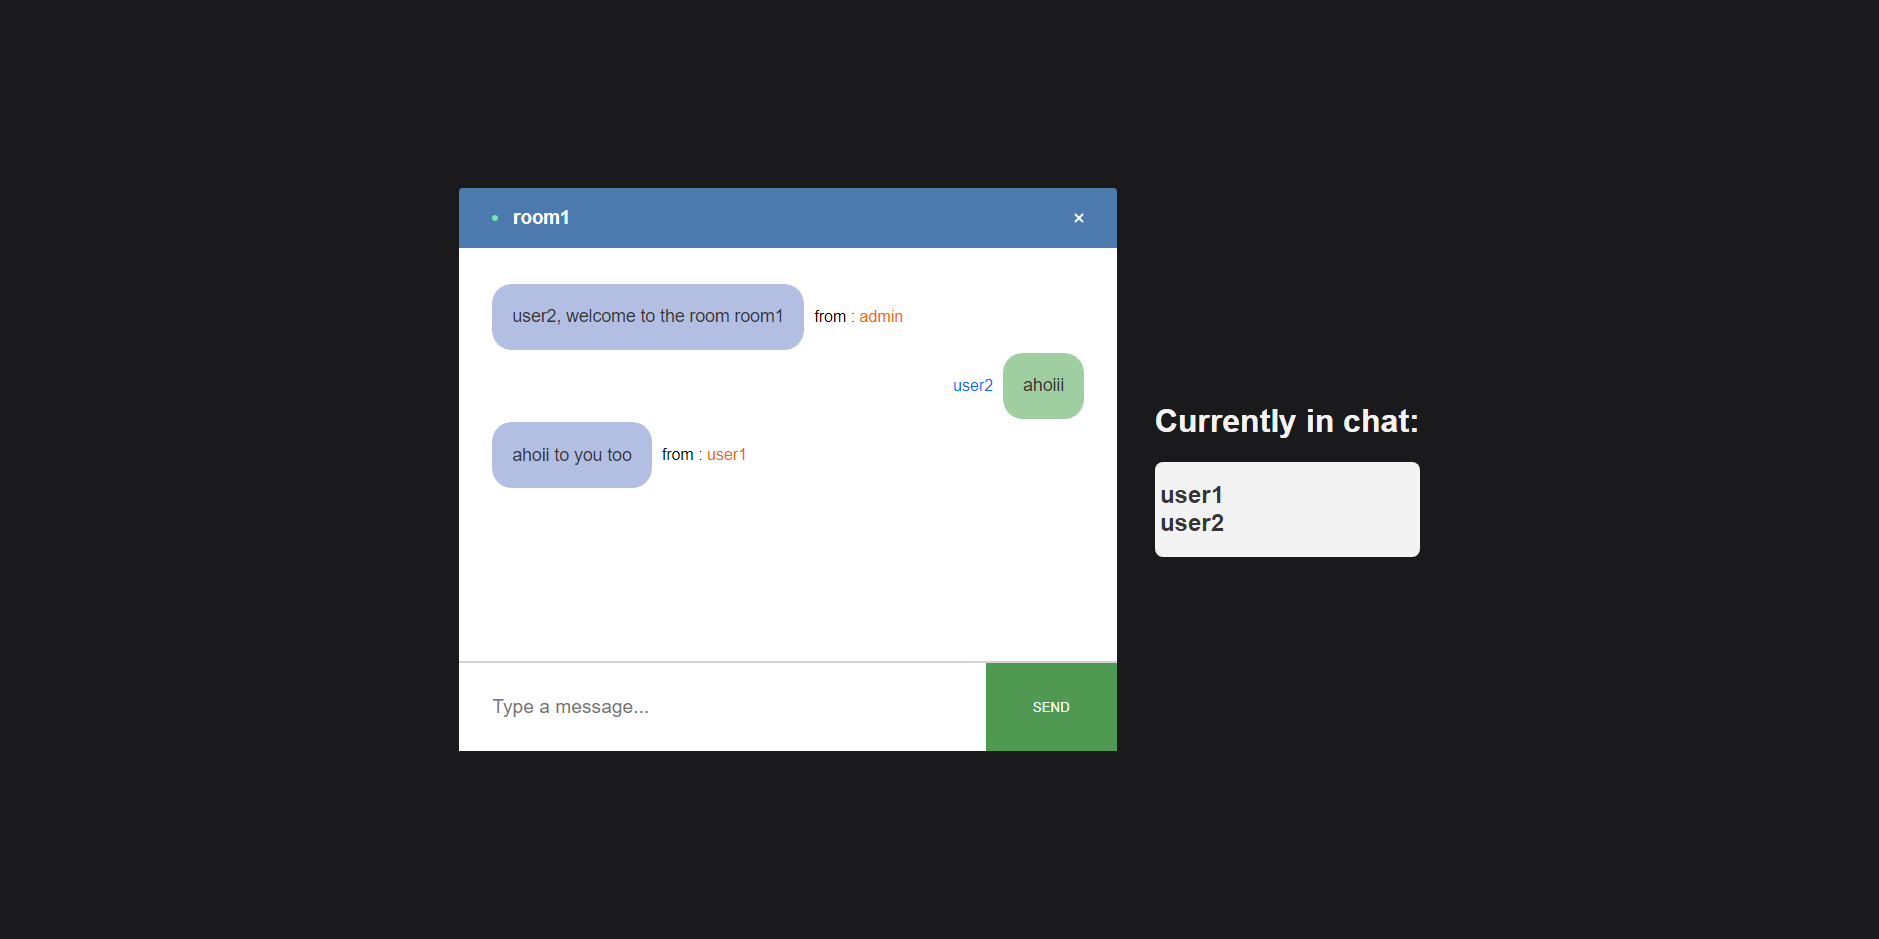 room1 ×
user2, welcome to the room room1 from : admin
user2 ahoiii
ahoii to you too from : user1
Type a message...
SEND
Currently in chat:
user1
user2